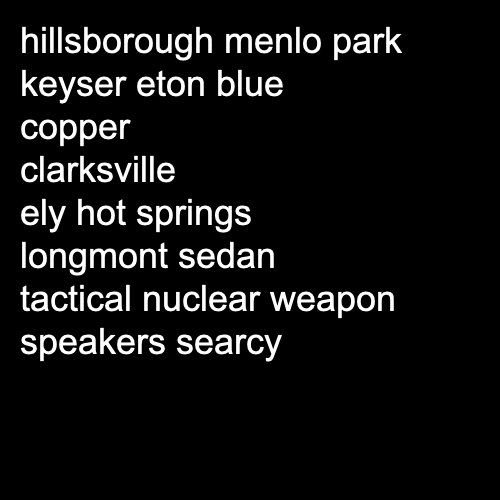 hillsborough menlo park
keyser eton blue
copper
clarksville
ely hot springs
longmont sedan
tactical nuclear weapon
speakers searcy